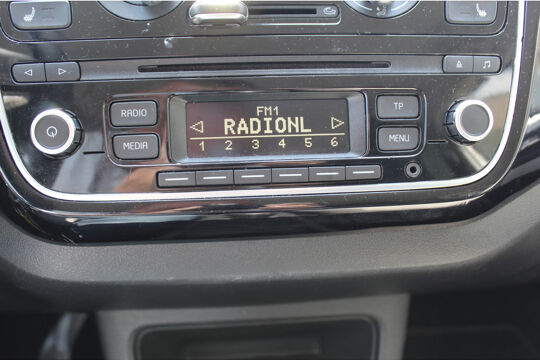 RADIO
MEDIA
FM1
RADIONL
1 2 3 4 5 6
TP
MENU